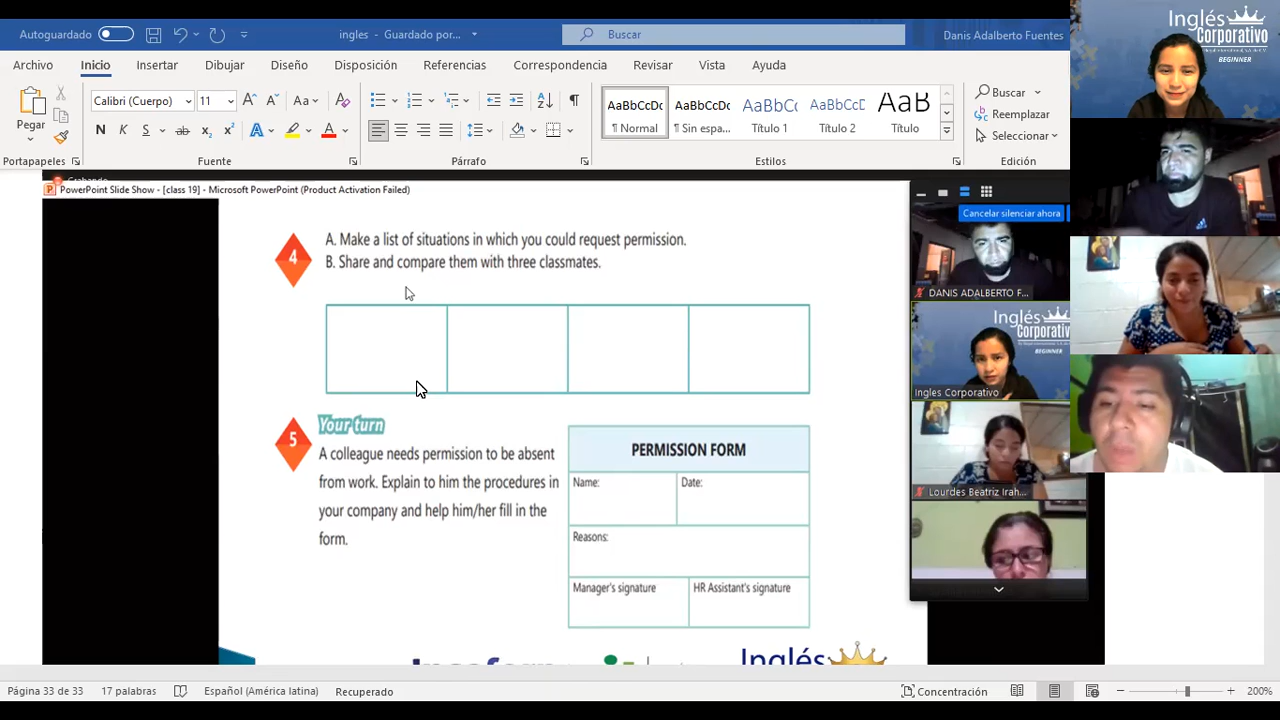 Autoguardado
ingles - Guardado por...
Buscar
Danis Adalberto Fuentes
Archivo
Inicio
Insertar
Dibujar
Diseño
Disposición
Referencias
Correspondencia
Revisar
Vista
Ayuda
Pegar
Calibri (Cuerpo)
11
Aa
N
K
S
ab
AaBbCcDc
¶ Normal
AaBbCcDc
¶ Sin espa...
AaBbCc
Título 1
AaBbCcD
Título 2
AaB
Título
Buscar
Reemplazar
Seleccionar
Portapapeles
Fuente
Párrafo
Estilos
Edición
PowerPoint Slide Show - [class 19] - Microsoft PowerPoint (Product Activation Failed)
4
A. Make a list of situations in which you could request permission.
B. Share and compare them with three classmates.
5
Your turn
A colleague needs permission to be absent
from work. Explain to him the procedures in
your company and help him/her fill in the
form.
PERMISSION FORM
Name:
Date:
Reasons:
Manager's signature
HR Assistant's signature
Inglés
Cancelar silenciar ahora
DANIS ADALBERTO F...
Inglés
Corporativo
BEGINNER
Ingles Corporativo
Lourdes Beatriz Irah...
Inglés
Corporativo
BEGINNER
Página 33 de 33
17 palabras
Español (América latina)
Recuperado
Concentración
200%